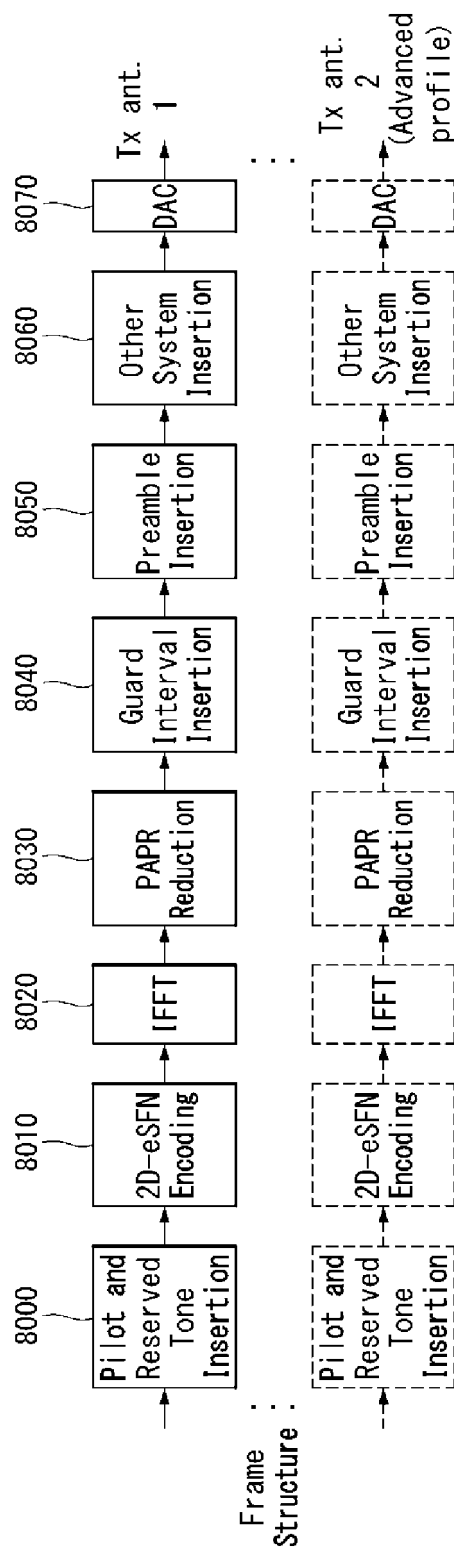 8000
8010
8020
8030
8040
8050
8060
8070
Frame
Structure
Pilot and
Reserved
Tone
Insertion
2D-eSFN
Encoding
IFFT
PAPR
Reduction
Guard
Interval
Insertion
Preamble
Insertion
Other
System
Insertion
DAC
Tx ant.
1
. . .
. . .
Pilot and
Reserved
Tone
Insertion
2D-eSFN
Encoding
IFFT
PAPR
Reduction
Guard
Interval
Insertion
Preamble
Insertion
Other
System
Insertion
DAC
Tx ant.
2
(Advanced
profile)